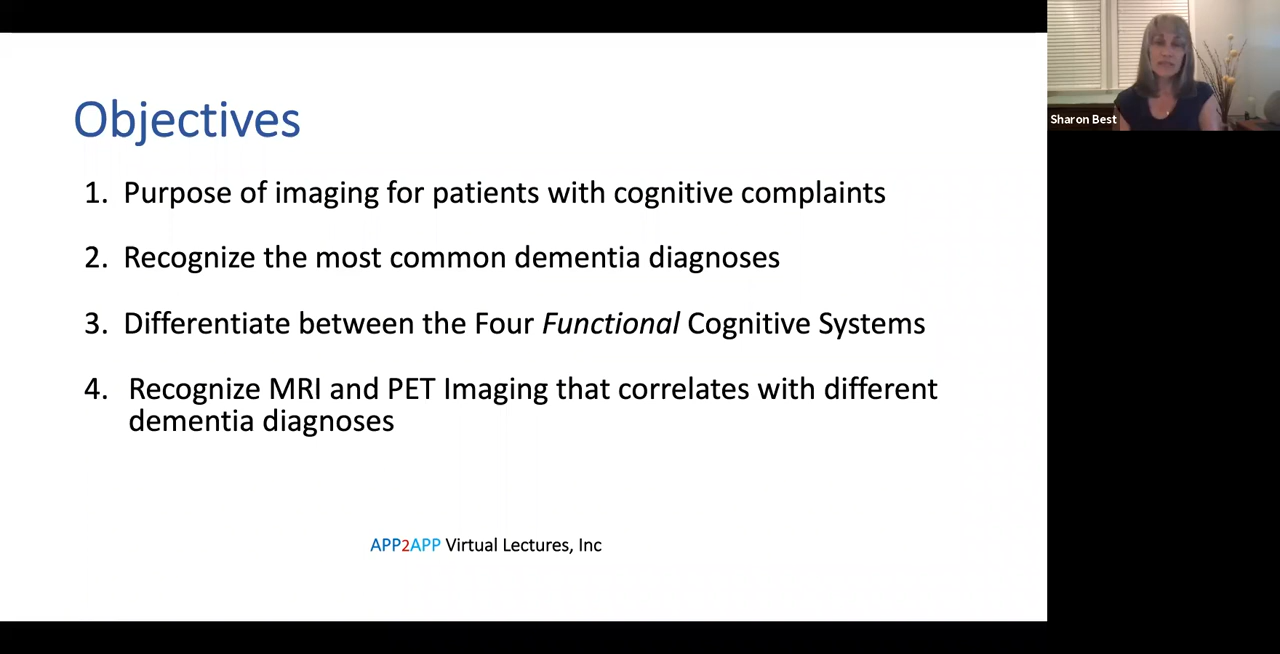 Objectives
1. Purpose of imaging for patients with cognitive complaints
2. Recognize the most common dementia diagnoses
3. Differentiate between the Four Functional Cognitive Systems
4. Recognize MRI and PET Imaging that correlates with different
dementia diagnoses
APP2APP Virtual Lectures, Inc
Sharon Best